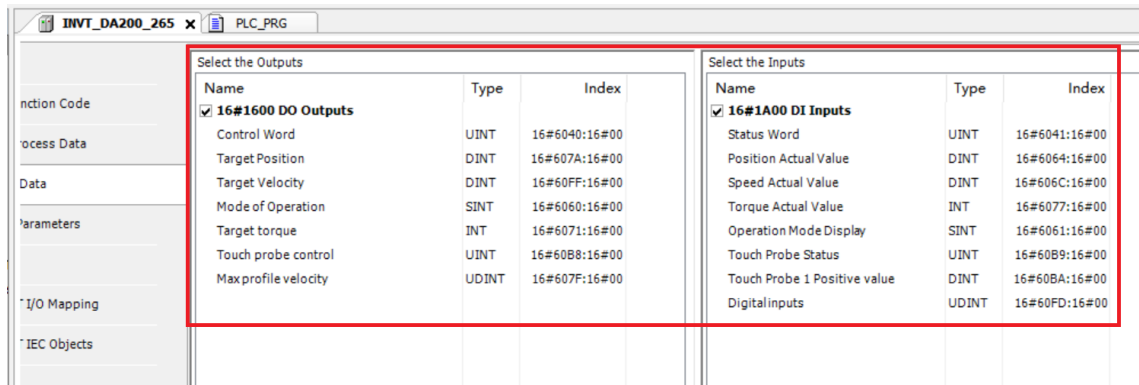 INVT_DA200_265 x PLC_PRG
Select the Outputs
Name Type Index
16#1600 DO Outputs
Control Word UINT 16#6040:16#00
Target Position DINT 16#607A:16#00
Target Velocity DINT 16#60FF:16#00
Mode of Operation SINT 16#6060:16#00
Target torque INT 16#6071:16#00
Touch probe control UINT 16#60B8:16#00
Max profile velocity UDINT 16#607F:16#00
Select the Inputs
Name Type Index
16#1A00 DI Inputs
Status Word UINT 16#6041:16#00
Position Actual Value DINT 16#6064:16#00
Speed Actual Value DINT 16#606C:16#00
Torque Actual Value INT 16#6077:16#00
Operation Mode Display SINT 16#6061:16#00
Touch Probe Status UINT 16#60B9:16#00
Touch Probe 1 Positive value DINT 16#60BA:16#00
Digitalinputs UDINT 16#60FD:16#00
nction Code
rocess Data
Data
Parameters
I/O Mapping
IEC Objects